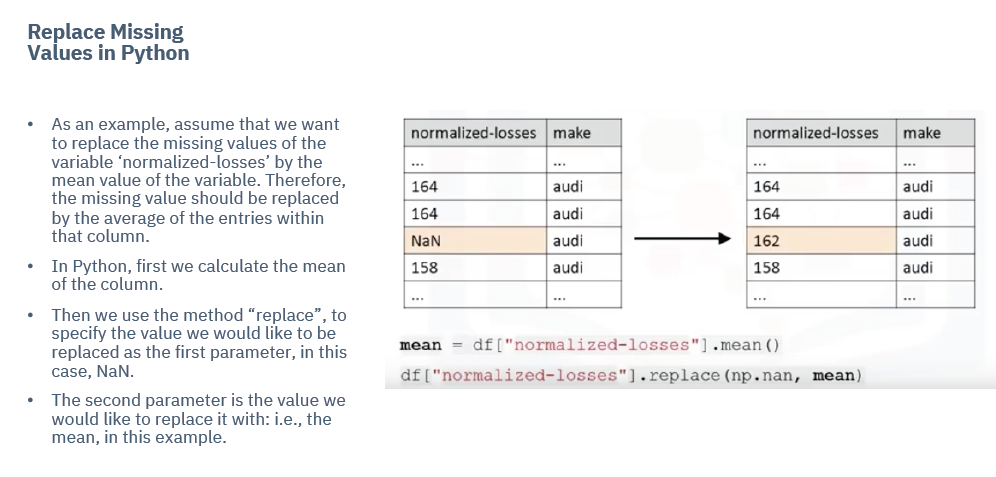 Replace Missing
Values in Python
• As an example, assume that we want
to replace the missing values of the
variable ‘normalized-losses’ by the
mean value of the variable. Therefore,
the missing value should be replaced
by the average of the entries within
that column.
• In Python, first we calculate the mean
of the column.
• Then we use the method “replace”, to
specify the value we would like to be
replaced as the first parameter, in this
case, NaN.
• The second parameter is the value we
would like to replace it with: i.e., the
mean, in this example.
normalized-losses make
... ...
164 audi
164 audi
NaN audi
158 audi
... ...
normalized-losses make
... ...
164 audi
164 audi
162 audi
158 audi
... ...
mean = df["normalized-losses"].mean()
df["normalized-losses"].replace(np.nan, mean)